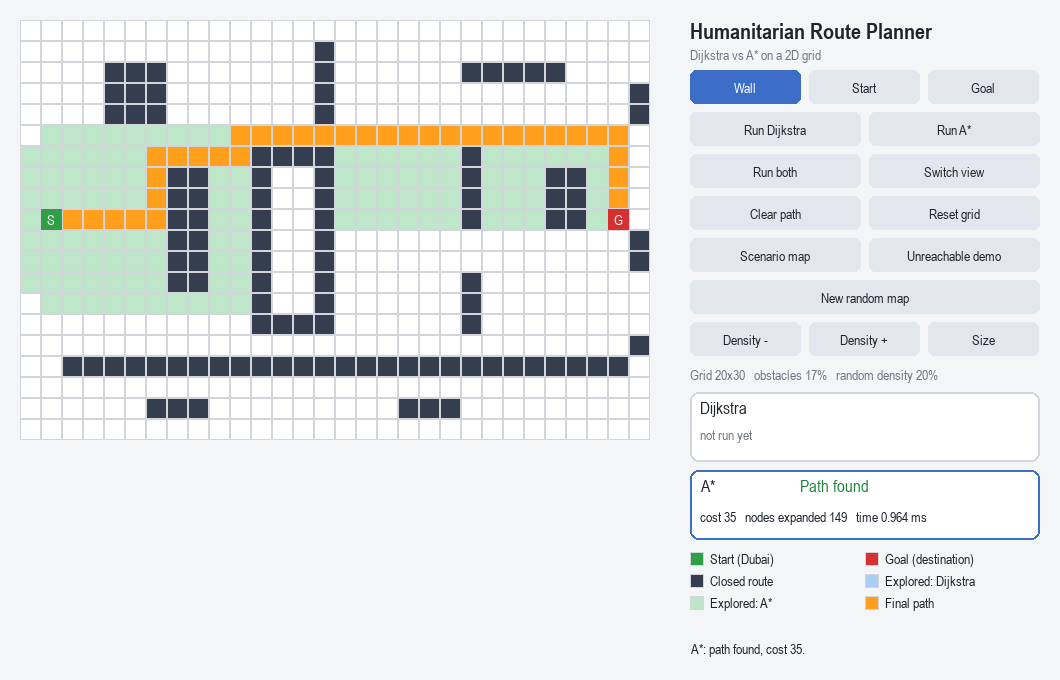 Humanitarian Route Planner
Dijkstra vs A* on a 2D grid
Wall Start Goal
Run Dijkstra Run A*
Run both Switch view
Clear path Reset grid
Scenario map Unreachable demo
New random map
Density - Density + Size
Grid 20x30 obstacles 17% random density 20%
Dijkstra
not run yet
A* Path found
cost 35 nodes expanded 149 time 0.964 ms
Start (Dubai) Goal (destination)
Closed route Explored: Dijkstra
Explored: A* Final path
A*: path found, cost 35.
S
G